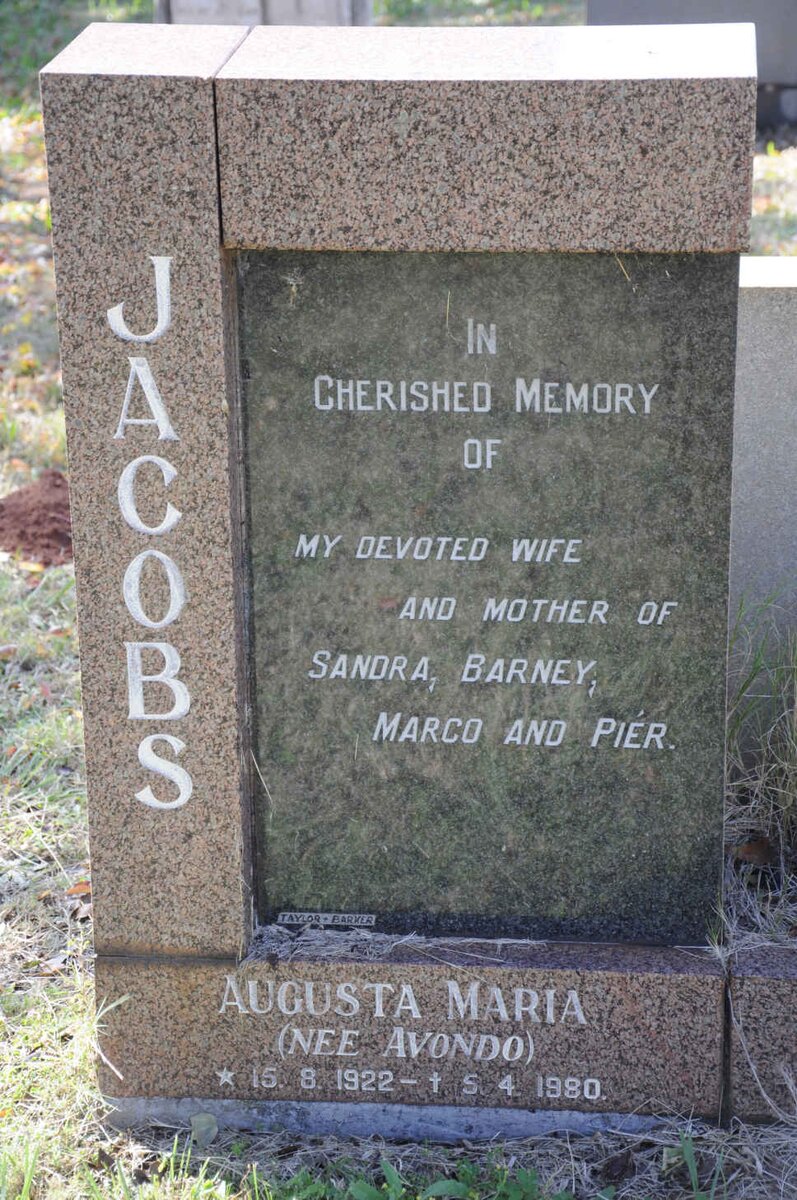 JACOBS
IN
CHERISHED MEMORY
OF
MY DEVOTED WIFE
AND MOTHER OF
SANDRA, BARNEY,
MARCO AND PIÉR.
TAYLOR + BARKER
AUGUSTA MARIA
(NEE AVONDO)
★ 15. 8. 1922 – † 5. 4. 1980.